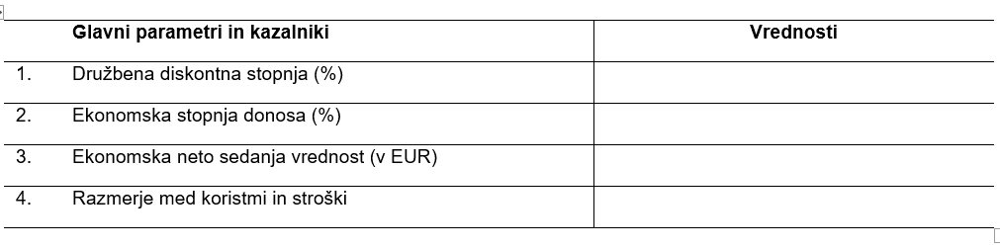 Glavni parametri in kazalniki Vrednosti
1. Družbena diskontna stopnja (%)
2. Ekonomska stopnja donosa (%)
3. Ekonomska neto sedanja vrednost (v EUR)
4. Razmerje med koristmi in stroški